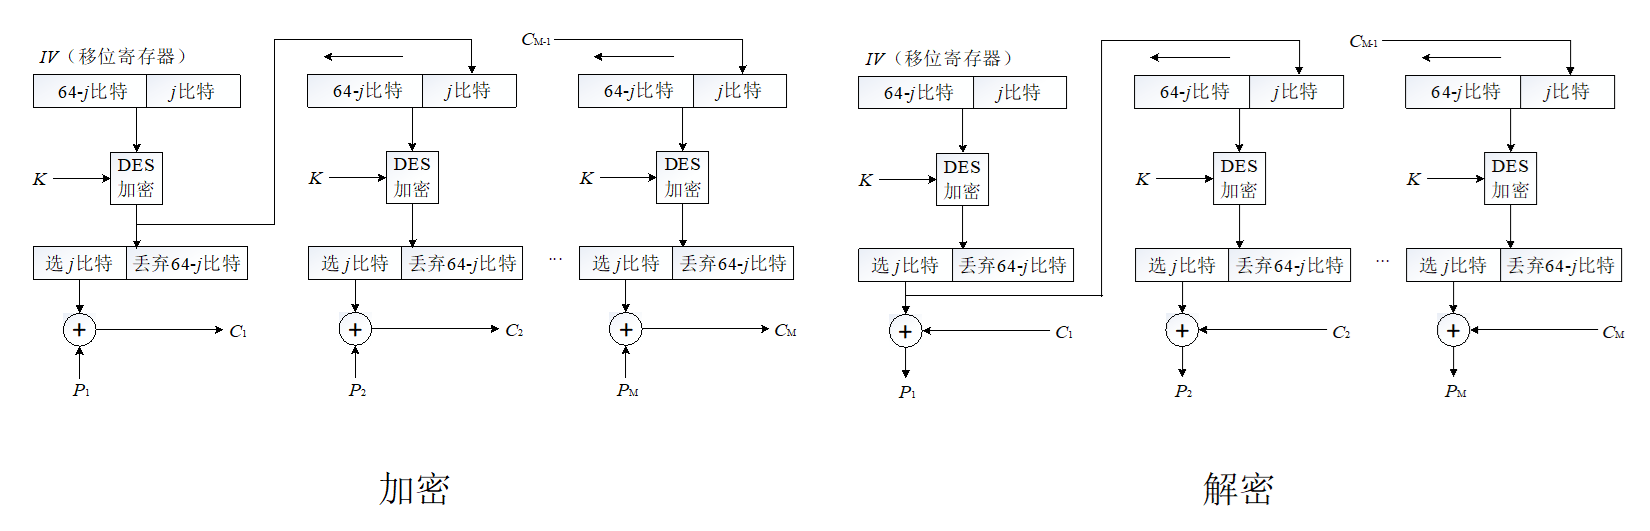 IV（移位寄存器）
64-j比特 j比特
K
DES
加密
选j比特 丢弃64-j比特
C1
P1
64-j比特 j比特
K
DES
加密
选j比特 丢弃64-j比特
C2
P2
...
CM-1
64-j比特 j比特
K
DES
加密
选j比特 丢弃64-j比特
CM
PM
加密
IV（移位寄存器）
64-j比特 j比特
K
DES
加密
选j比特 丢弃64-j比特
C1
P1
64-j比特 j比特
K
DES
加密
选j比特 丢弃64-j比特
C2
P2
...
CM-1
64-j比特 j比特
K
DES
加密
选j比特 丢弃64-j比特
CM
PM
解密